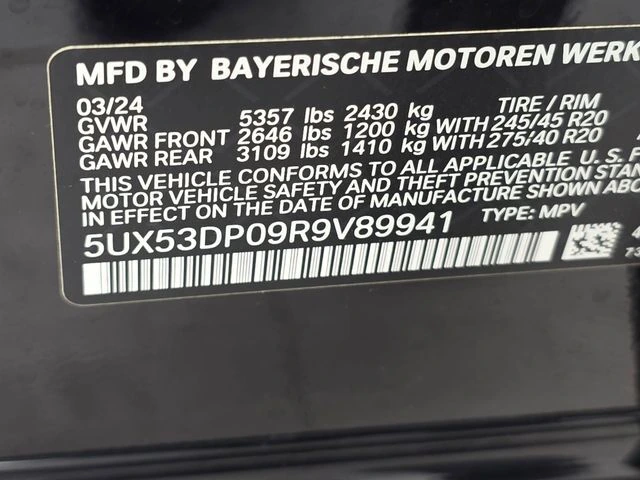 MFD BY BAYERISCHE MOTOREN WERK
03/24
GVWR 5357 lbs 2430 kg TIRE / RIM
GAWR FRONT 2646 lbs 1200 kg WITH 245/45 R20
GAWR REAR 3109 lbs 1410 kg WITH 275/40 R20
THIS VEHICLE CONFORMS TO ALL APPLICABLE U. S. F
MOTOR VEHICLE SAFETY AND THEFT PREVENTION STAN
IN EFFECT ON THE DATE OF MANUFACTURE SHOWN ABO
5UX53DP09R9V89941 TYPE: MPV